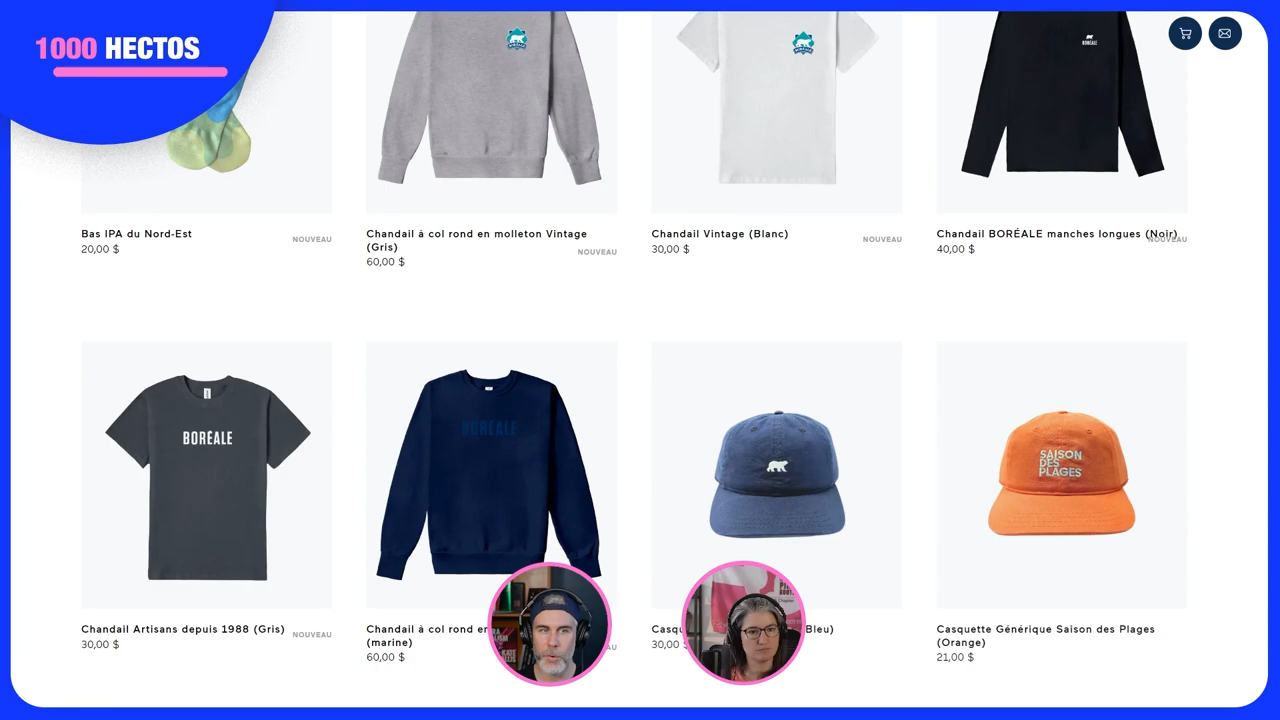 1000 HECTOS
BORÉALE
BORÉALE
BORÉALE
Bas IPA du Nord-Est
20,00 $
NOUVEAU
Chandail à col rond en molleton Vintage
(Gris)
60,00 $
NOUVEAU
Chandail Vintage (Blanc)
30,00 $
NOUVEAU
Chandail BORÉALE manches longues (Noir)
40,00 $
NOUVEAU
BORÉALE
BORÉALE
SAISON
DES
PLAGES
Chandail Artisans depuis 1988 (Gris)
30,00 $
NOUVEAU
Chandail à col rond en
(marine)
60,00 $
Bleu)
30,00 $
Casquette Générique Saison des Plages
(Orange)
21,00 $